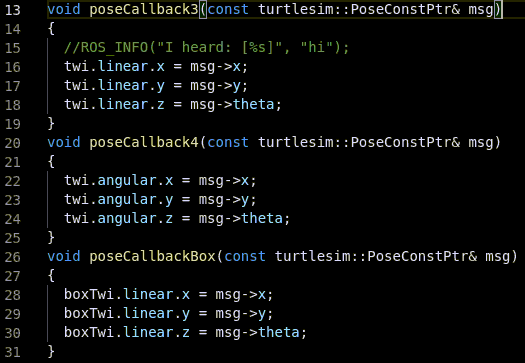 13 void poseCallback3(const turtlesim::PoseConstPtr& msg)
14 {
15   //ROS_INFO("I heard: [%s]", "hi");
16   twi.linear.x = msg->x;
17   twi.linear.y = msg->y;
18   twi.linear.z = msg->theta;
19 }
20 void poseCallback4(const turtlesim::PoseConstPtr& msg)
21 {
22   twi.angular.x = msg->x;
23   twi.angular.y = msg->y;
24   twi.angular.z = msg->theta;
25 }
26 void poseCallbackBox(const turtlesim::PoseConstPtr& msg)
27 {
28   boxTwi.linear.x = msg->x;
29   boxTwi.linear.y = msg->y;
30   boxTwi.linear.z = msg->theta;
31 }